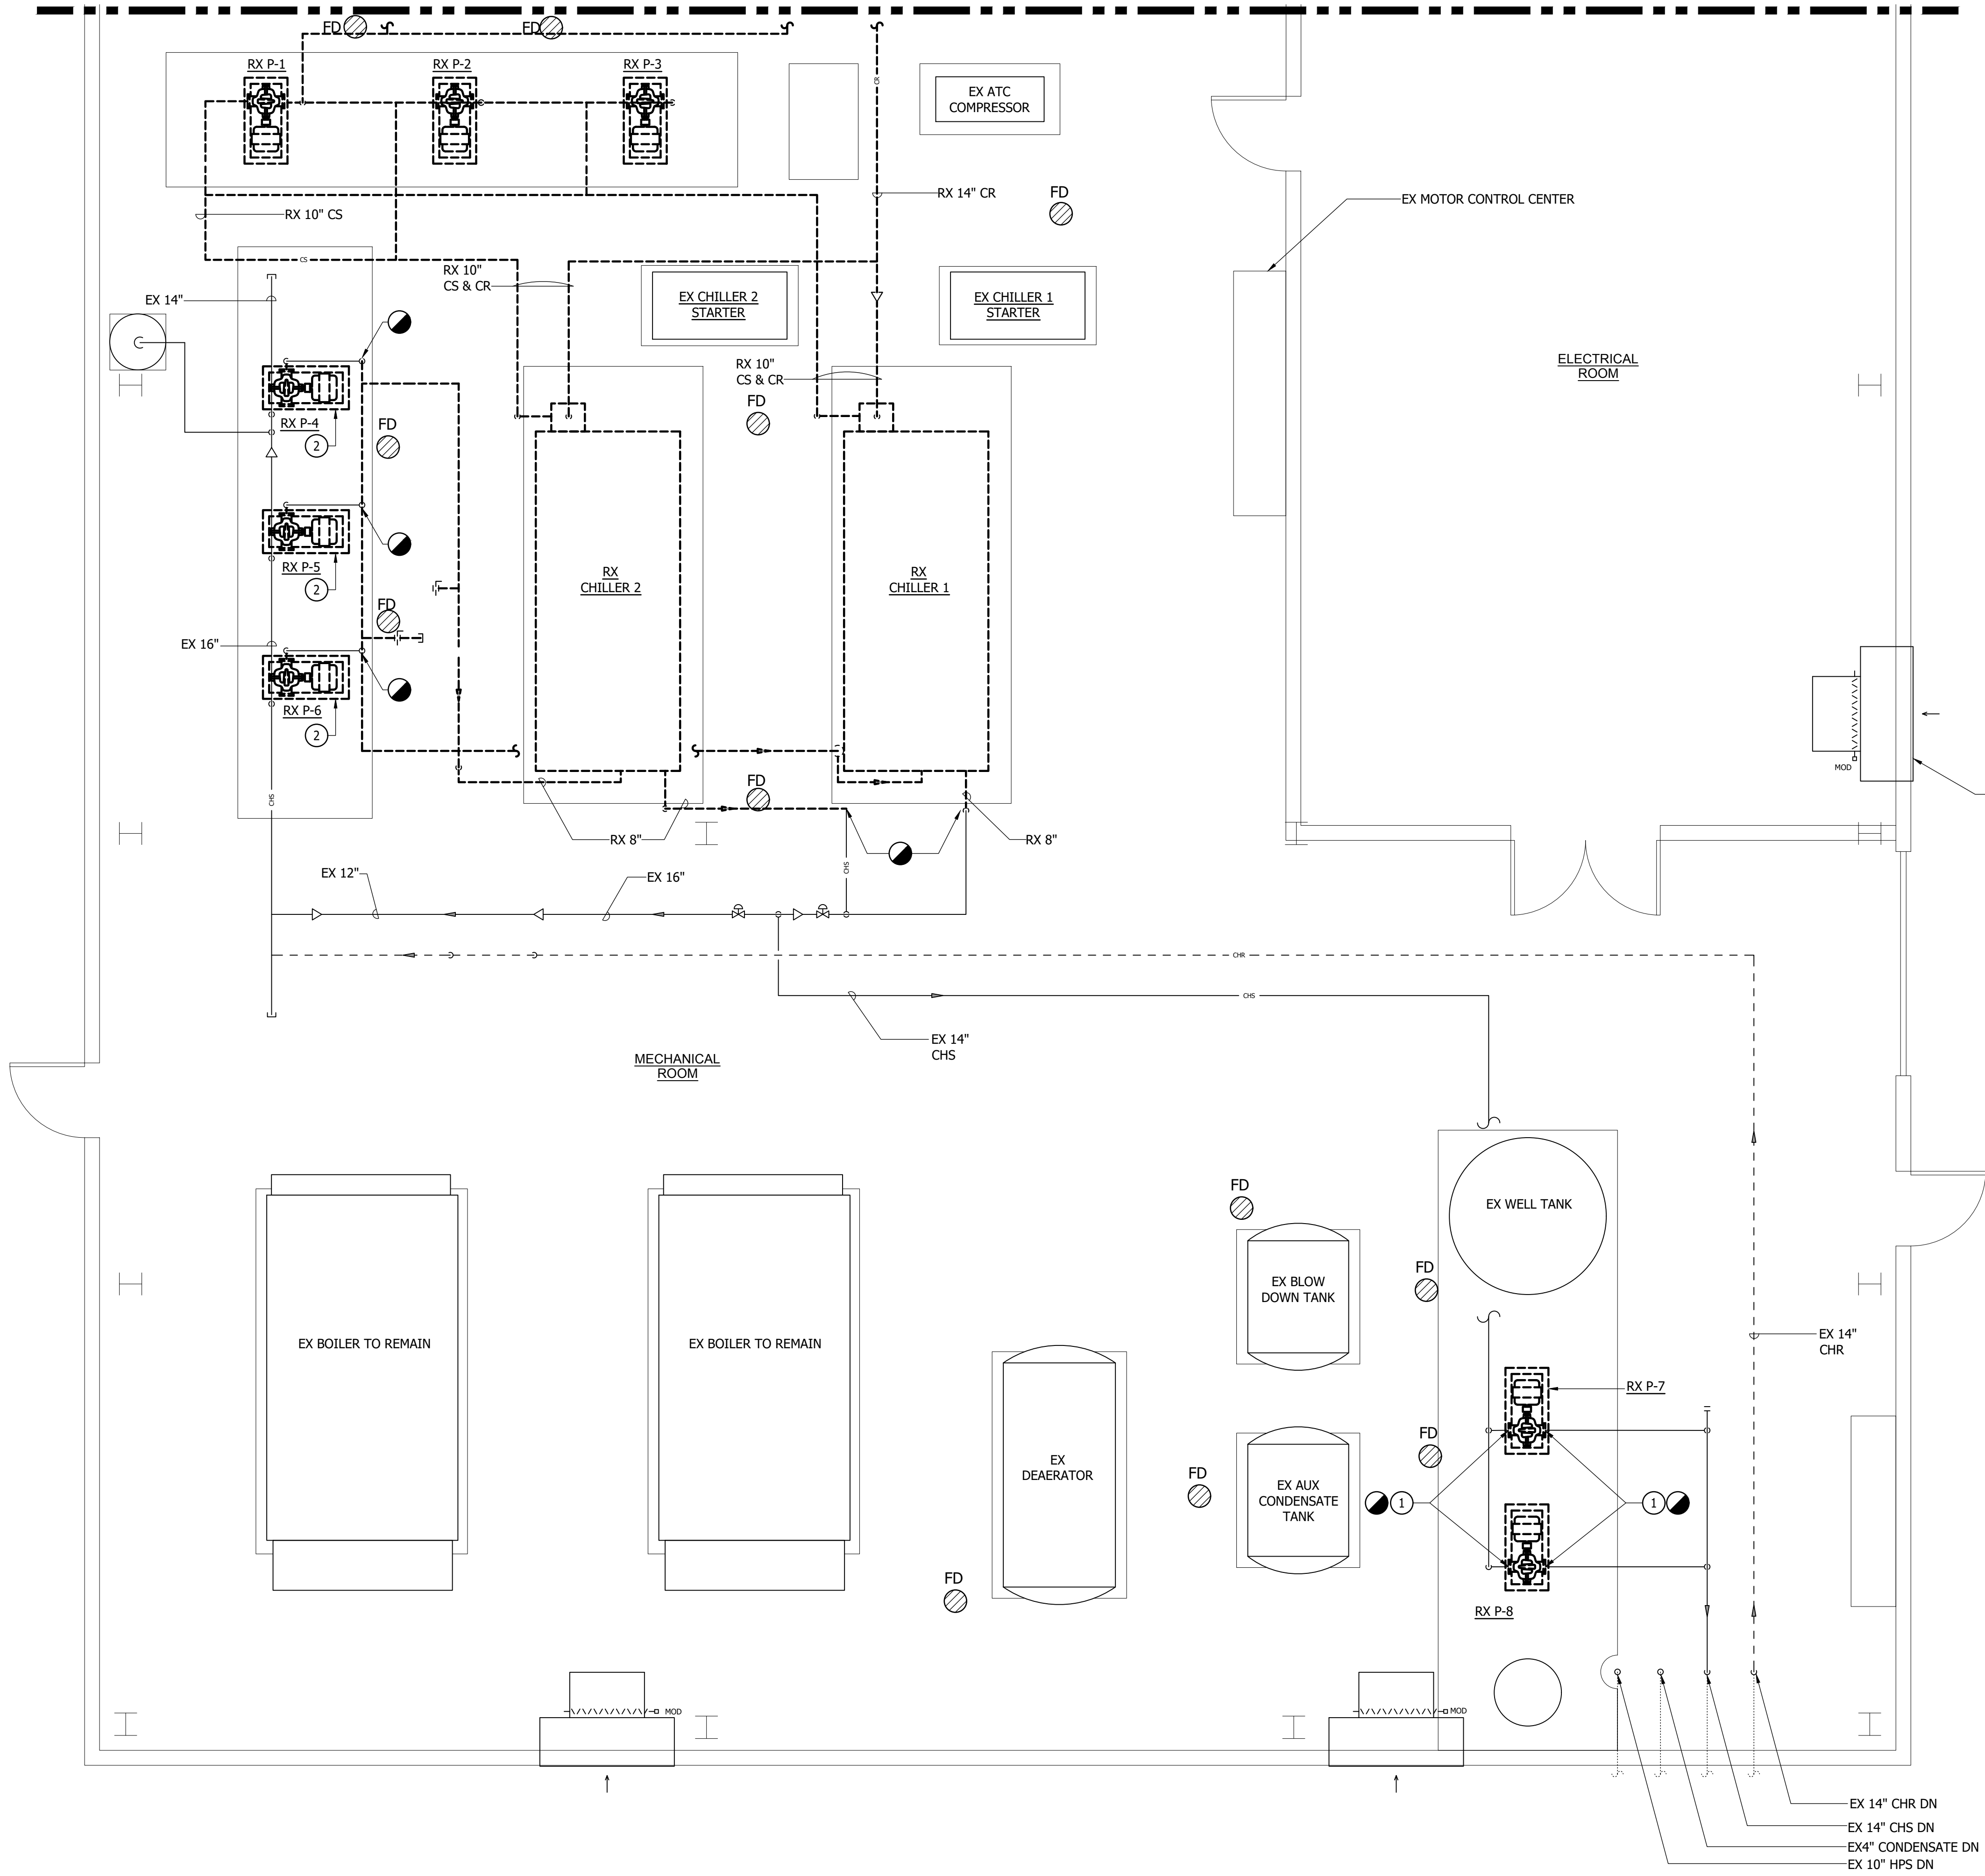 FD
FD
RX P-1
RX P-2
RX P-3
CR
EX ATC
COMPRESSOR
RX 14" CR
FD
EX MOTOR CONTROL CENTER
RX 10" CS
CS
RX 10"
CS & CR
EX CHILLER 2
STARTER
EX CHILLER 1
STARTER
EX 14"
RX 10"
CS & CR
ELECTRICAL
ROOM
FD
RX P-4
FD
2
RX P-5
2
RX
CHILLER 2
RX
CHILLER 1
FD
EX 16"
RX P-6
2
MOD
FD
CHS
RX 8"
RX 8"
CHS
EX 12"
EX 16"
CHR
CHS
EX 14"
CHS
MECHANICAL
ROOM
FD
EX WELL TANK
FD
EX BLOW
DOWN TANK
EX BOILER TO REMAIN
EX BOILER TO REMAIN
EX 14"
CHR
RX P-7
FD
EX
DEAERATOR
FD
EX AUX
CONDENSATE
TANK
1
1
FD
RX P-8
MOD
MOD
EX 14" CHR DN
EX 14" CHS DN
EX4" CONDENSATE DN
EX 10" HPS DN